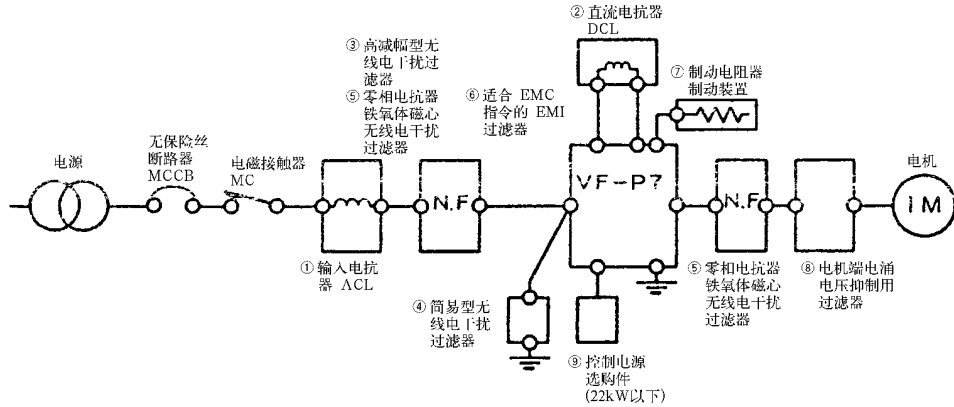 ② 直流电抗器
DCL
③ 高减幅型无
线电干扰过
滤器
⑤ 零相电抗器
铁氧体磁心
无线电干扰
过滤器
⑥ 适合 EMC
指令的 EMI
过滤器
⑦ 制动电阻器
制动装置
电源
无保险丝
断路器
MCCB
电磁接触器
MC
N.F
VF-P7
N.F
电机
IM
① 输入电抗
器 ACL
④ 简易型无
线电干扰
过滤器
⑨ 控制电源
选购件
(22kW以下)
⑤ 零相电抗器
铁氧体磁心
无线电干扰
过滤器
⑧ 电机端电涌
电压抑制用
过滤器